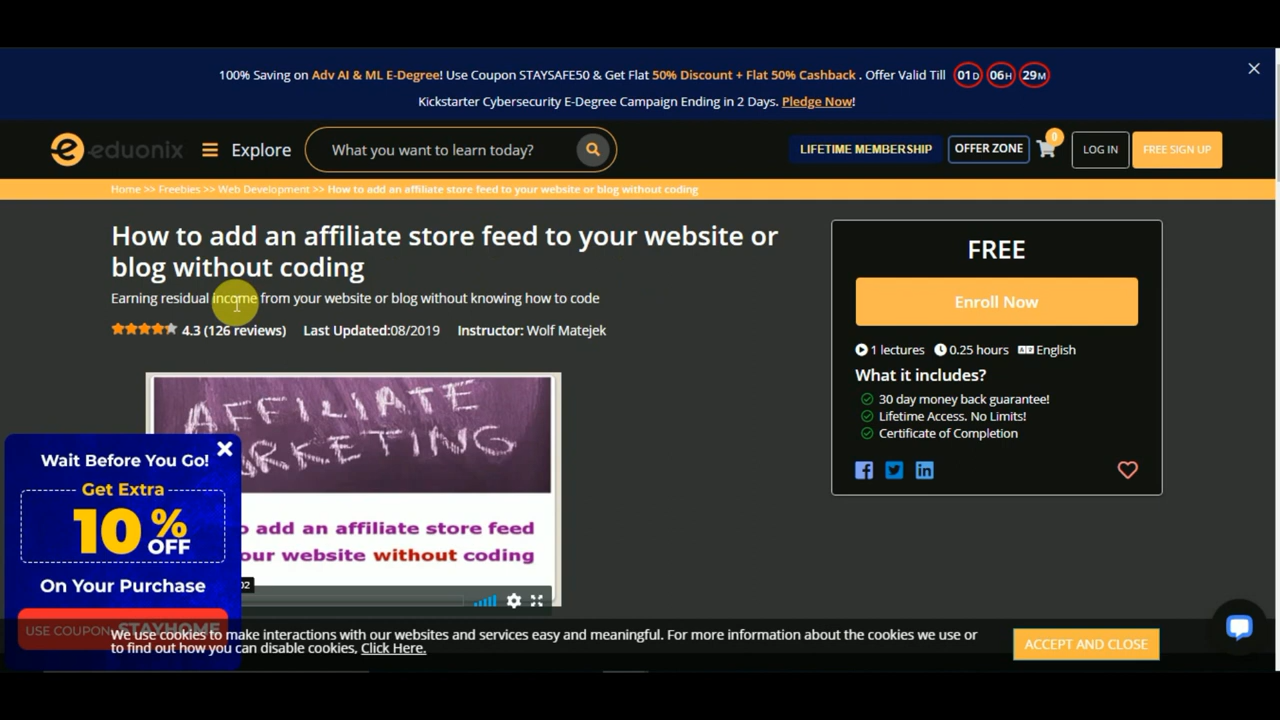 100% Saving on Adv AI & ML E-Degree! Use Coupon STAYSAFE50 & Get Flat 50% Discount + Flat 50% Cashback . Offer Valid Till 01D 06H 29M
Kickstarter Cybersecurity E-Degree Campaign Ending in 2 Days. Pledge Now!
eduonix Explore What you want to learn today? LIFETIME MEMBERSHIP OFFER ZONE 0 LOG IN FREE SIGN UP
Home >> Freebies >> Web Development >> How to add an affiliate store feed to your website or blog without coding
How to add an affiliate store feed to your website or
blog without coding
Earning residual income from your website or blog without knowing how to code
4.3 (126 reviews) Last Updated:08/2019 Instructor: Wolf Matejek
FREE
Enroll Now
1 lectures 0.25 hours English
What it includes?
30 day money back guarantee!
Lifetime Access. No Limits!
Certificate of Completion
AFFILIATE
add an affiliate store feed
website without coding
02
Wait Before You Go!
Get Extra
10% OFF
On Your Purchase
USE COUPON STAYHOME
We use cookies to make interactions with our websites and services easy and meaningful. For more information about the cookies we use or
to find out how you can disable cookies, Click Here.
ACCEPT AND CLOSE